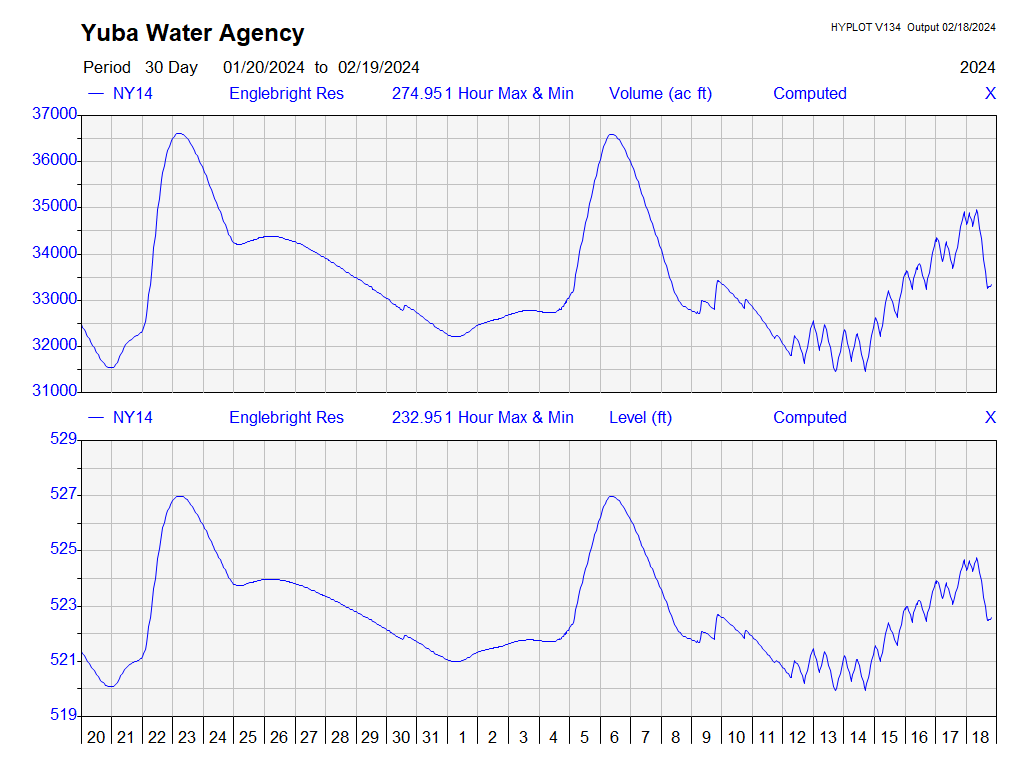 Yuba Water Agency
HYPLOT V134 Output 02/18/2024
Period 30 Day 01/20/2024 to 02/19/2024 2024
NY14 Englebright Res 274.951 Hour Max & Min Volume (ac ft) Computed X
37000
36000
35000
34000
33000
32000
31000
NY14 Englebright Res 232.951 Hour Max & Min Level (ft) Computed X
529
527
525
523
521
519
20 21 22 23 24 25 26 27 28 29 30 31 1 2 3 4 5 6 7 8 9 10 11 12 13 14 15 16 17 18